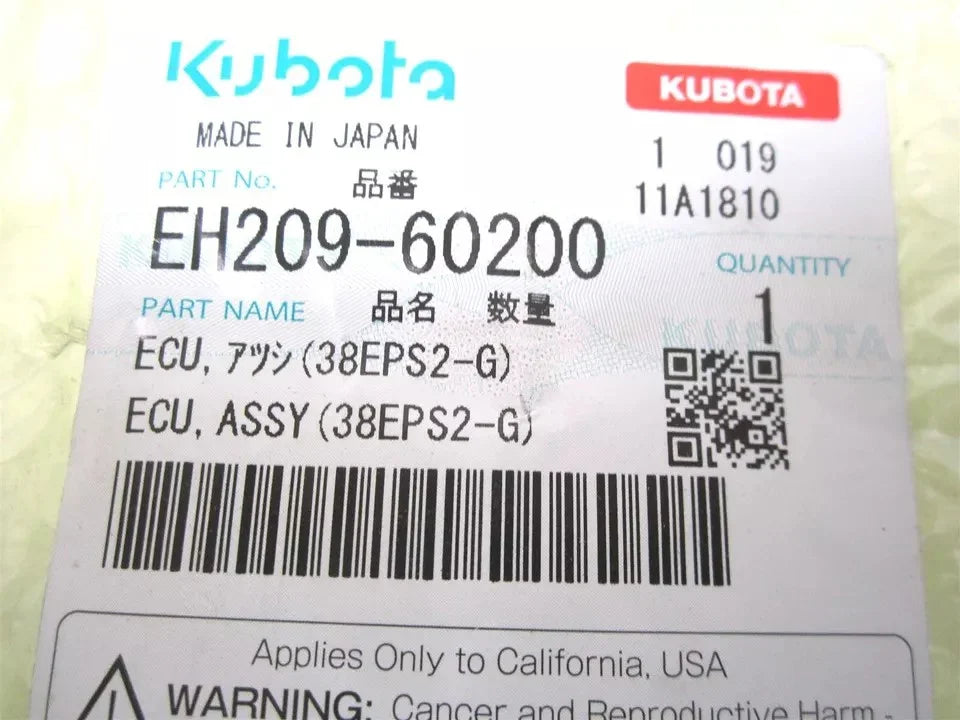 Kubota
KUBOTA
MADE IN JAPAN
1 019
PART No. 品番
11A1810
EH209-60200
QUANTITY
1
PART NAME 品名 数量
KUBOTA
ECU, アツシ(38EPS2-G)
ECU, ASSY(38EPS2-G)
Applies Only to California, USA
WARNING: Cancer and Reproductive Harm -